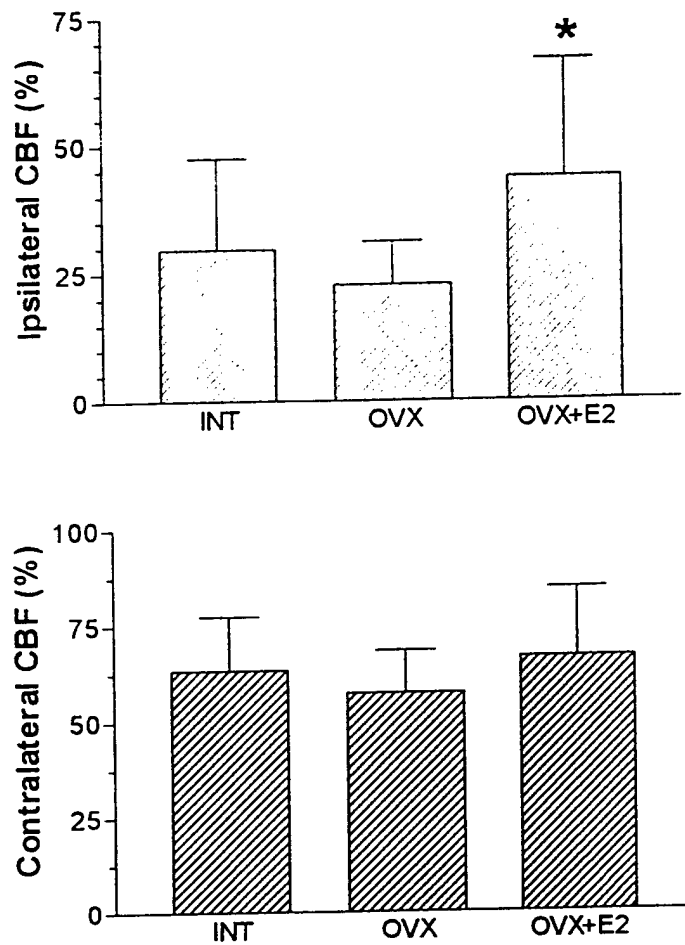 Ipsilateral CBF (%)
75
50
25
0
*
INT OVX OVX+E2
Contralateral CBF (%)
100
75
50
25
0
INT OVX OVX+E2